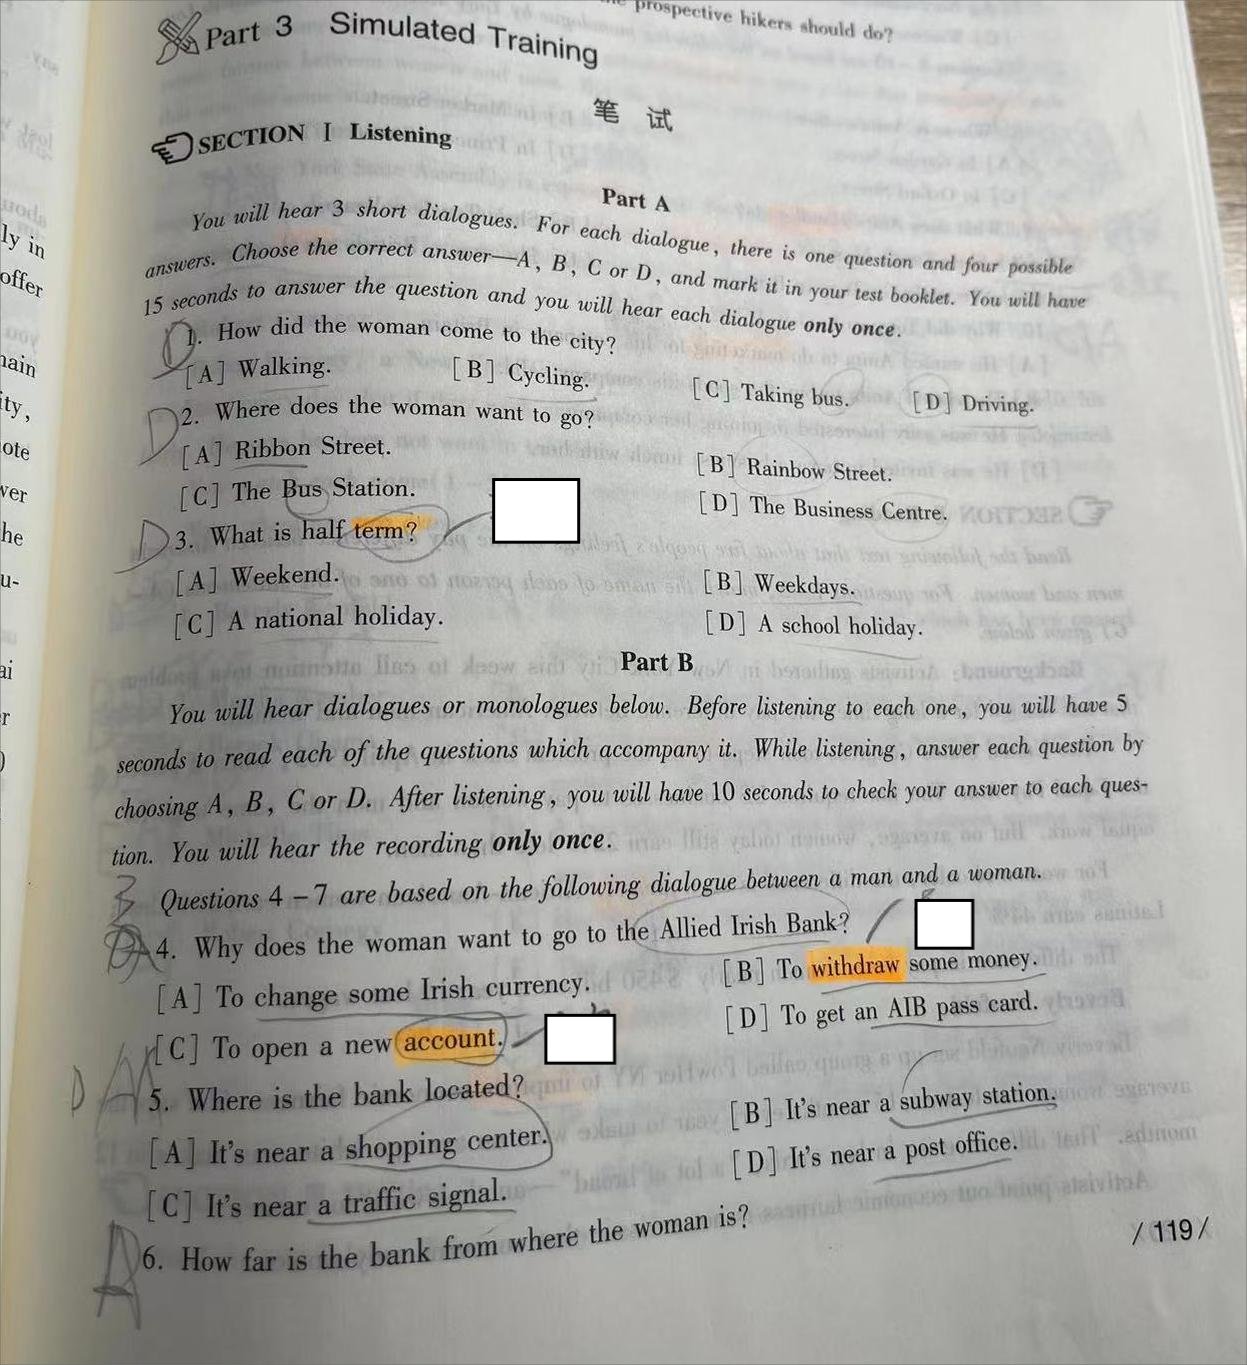 prospective hikers should do?
Part 3 Simulated Training
笔 试
SECTION Ⅰ Listening
Part A
You will hear 3 short dialogues. For each dialogue, there is one question and four possible
answers. Choose the correct answer—A, B, C or D, and mark it in your test booklet. You will have
15 seconds to answer the question and you will hear each dialogue only once.
D 1. How did the woman come to the city?
[A] Walking. [B] Cycling. [C] Taking bus. [D] Driving.
D 2. Where does the woman want to go?
[A] Ribbon Street. [B] Rainbow Street.
[C] The Bus Station. [D] The Business Centre.
D 3. What is half term?
[A] Weekend. [B] Weekdays.
[C] A national holiday. [D] A school holiday.
Part B
You will hear dialogues or monologues below. Before listening to each one, you will have 5
seconds to read each of the questions which accompany it. While listening, answer each question by
choosing A, B, C or D. After listening, you will have 10 seconds to check your answer to each ques-
tion. You will hear the recording only once.
Questions 4-7 are based on the following dialogue between a man and a woman.
4. Why does the woman want to go to the Allied Irish Bank?
[A] To change some Irish currency. [B] To withdraw some money.
[C] To open a new account. [D] To get an AIB pass card.
D A 5. Where is the bank located?
[A] It's near a shopping center. [B] It's near a subway station.
[C] It's near a traffic signal. [D] It's near a post office.
A 6. How far is the bank from where the woman is?
/ 119 /
ly in
offer
ity,
ote
ver
he
u-
ai
r